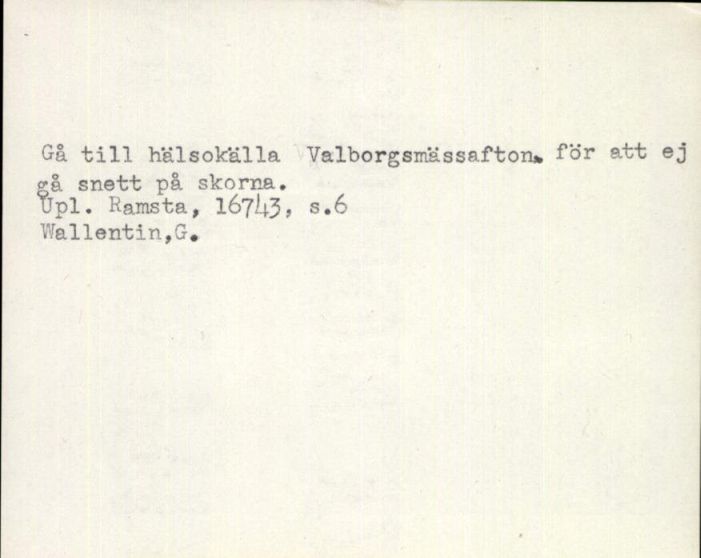 Gå till hälsokälla Valborgsmässafton. för att ej
gå snett på skorna.
Upl. Ramsta, 16743, s.6
Wallentin,G.